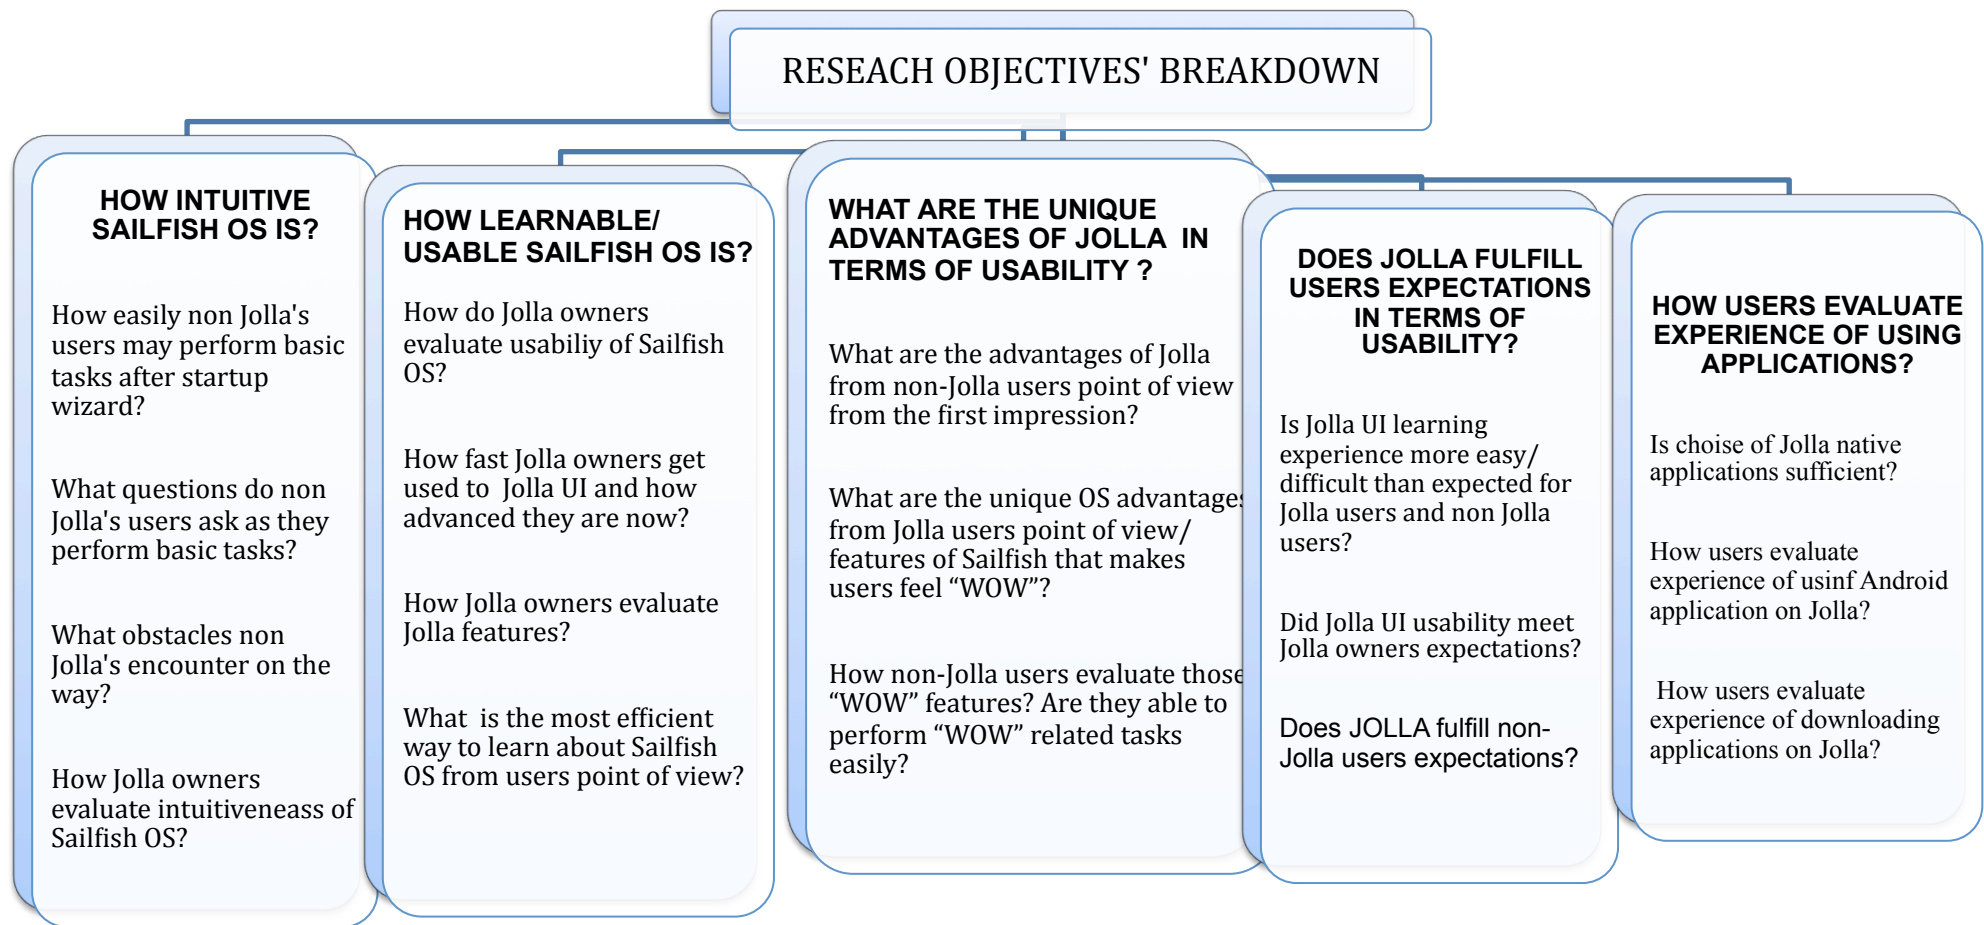 RESEACH OBJECTIVES' BREAKDOWN
HOW INTUITIVE
SAILFISH OS IS?
How easily non Jolla's
users may perform basic
tasks after startup
wizard?
What questions do non
Jolla's users ask as they
perform basic tasks?
What obstacles non
Jolla's encounter on the
way?
How Jolla owners
evaluate intuitiveneass of
Sailfish OS?
HOW LEARNABLE/
USABLE SAILFISH OS IS?
How do Jolla owners
evaluate usabiliy of Sailfish
OS?
How fast Jolla owners get
used to Jolla UI and how
advanced they are now?
How Jolla owners evaluate
Jolla features?
What is the most efficient
way to learn about Sailfish
OS from users point of view?
WHAT ARE THE UNIQUE
ADVANTAGES OF JOLLA IN
TERMS OF USABILITY ?
What are the advantages of Jolla
from non-Jolla users point of view
from the first impression?
What are the unique OS advantages
from Jolla users point of view/
features of Sailfish that makes
users feel “WOW”?
How non-Jolla users evaluate those
“WOW” features? Are they able to
perform “WOW” related tasks
easily?
DOES JOLLA FULFILL
USERS EXPECTATIONS
IN TERMS OF
USABILITY?
Is Jolla UI learning
experience more easy/
difficult than expected for
Jolla users and non Jolla
users?
Did Jolla UI usability meet
Jolla owners expectations?
Does JOLLA fulfill non-
Jolla users expectations?
HOW USERS EVALUATE
EXPERIENCE OF USING
APPLICATIONS?
Is choise of Jolla native
applications sufficient?
How users evaluate
experience of usinf Android
application on Jolla?
How users evaluate
experience of downloading
applications on Jolla?